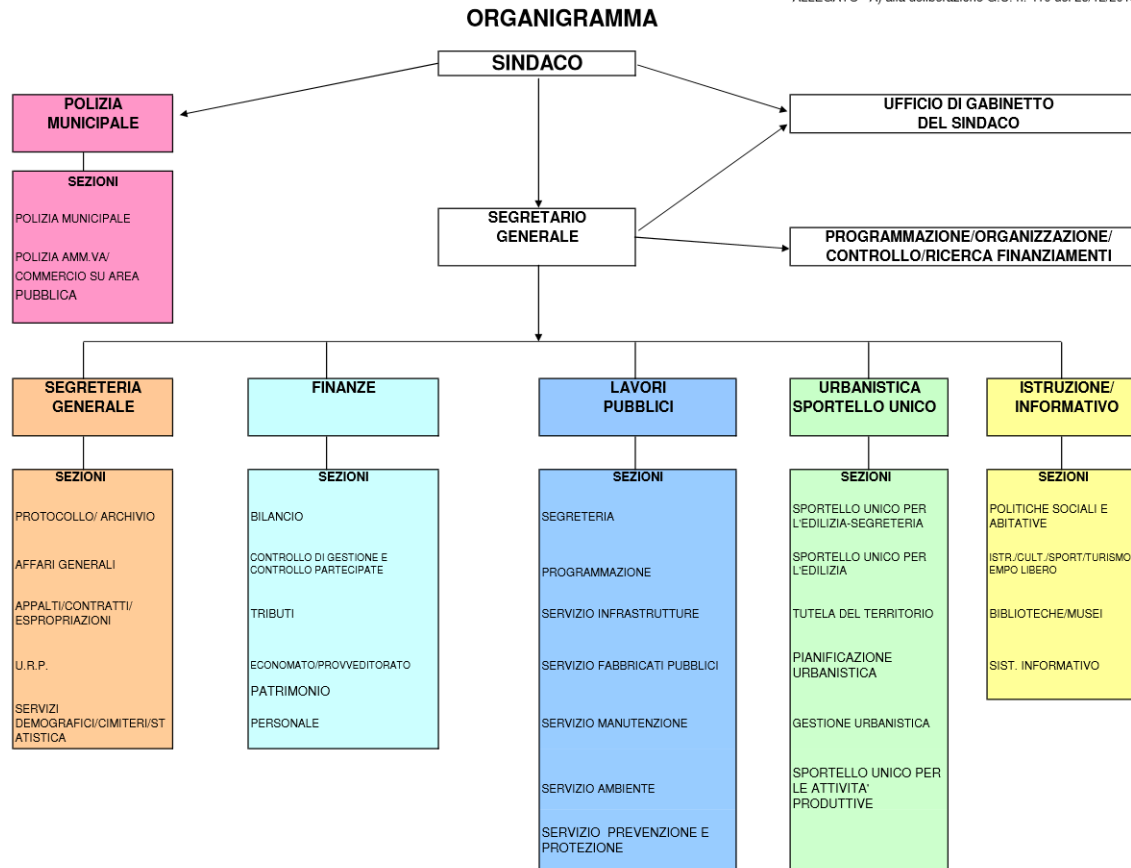 ORGANIGRAMMA
SINDACO
POLIZIA
MUNICIPALE
UFFICIO DI GABINETTO
DEL SINDACO
SEZIONI
POLIZIA MUNICIPALE
POLIZIA AMM.VA/
COMMERCIO SU AREA
PUBBLICA
SEGRETARIO
GENERALE
PROGRAMMAZIONE/ORGANIZZAZIONE/
CONTROLLO/RICERCA FINANZIAMENTI
SEGRETERIA
GENERALE
FINANZE
LAVORI
PUBBLICI
URBANISTICA
SPORTELLO UNICO
ISTRUZIONE/
INFORMATIVO
SEZIONI
PROTOCOLLO/ ARCHIVIO
AFFARI GENERALI
APPALTI/CONTRATTI/
ESPROPRIAZIONI
U.R.P.
SERVIZI
DEMOGRAFICI/CIMITERI/ST
ATISTICA
SEZIONI
BILANCIO
CONTROLLO DI GESTIONE E
CONTROLLO PARTECIPATE
TRIBUTI
ECONOMATO/PROVVEDITORATO
PATRIMONIO
PERSONALE
SEZIONI
SEGRETERIA
PROGRAMMAZIONE
SERVIZIO INFRASTRUTTURE
SERVIZIO FABBRICATI PUBBLICI
SERVIZIO MANUTENZIONE
SERVIZIO AMBIENTE
SERVIZIO PREVENZIONE E
PROTEZIONE
SEZIONI
SPORTELLO UNICO PER
L'EDILIZIA-SEGRETERIA
SPORTELLO UNICO PER
L'EDILIZIA
TUTELA DEL TERRITORIO
PIANIFICAZIONE
URBANISTICA
GESTIONE URBANISTICA
SPORTELLO UNICO PER
LE ATTIVITA'
PRODUTTIVE
SEZIONI
POLITICHE SOCIALI E
ABITATIVE
ISTR./CULT./SPORT/TURISMO
EMPO LIBERO
BIBLIOTECHE/MUSEI
SIST. INFORMATIVO